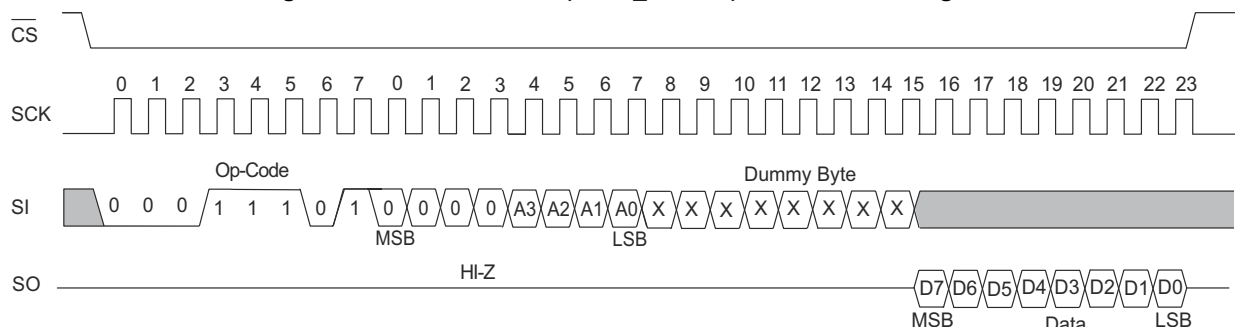 CS
0 1 2 3 4 5 6 7 0 1 2 3 4 5 6 7 8 9 10 11 12 13 14 15 16 17 18 19 20 21 22 23
SCK
Op-Code
Dummy Byte
SI 0 0 0 1 1 1 0 1 0 0 0 0 A3 A2 A1 A0 X X X X X X X X
MSB LSB
HI-Z
SO D7 D6 D5 D4 D3 D2 D1 D0
MSB Data LSB